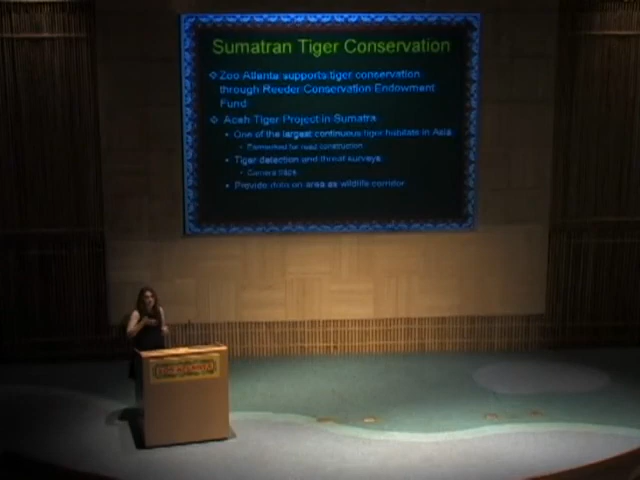 Sumatran Tiger Conservation
Zoo Atlanta supports tiger conservation
through Reeder Conservation Endowment
Fund
Aceh Tiger Project in Sumatra
One of the largest continuous tiger habitats in Asia
Earmarked for road construction
Tiger detection and threat surveys
Camera traps
Provide data on area as wildlife corridor